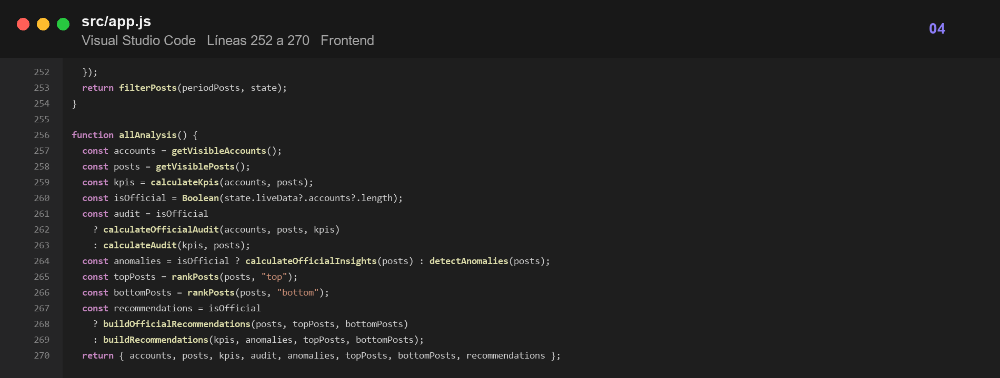 src/app.js
Visual Studio Code   Líneas 252 a 270   Frontend
04
252   });
253   return filterPosts(periodPosts, state);
254 }
255
256 function allAnalysis() {
257   const accounts = getVisibleAccounts();
258   const posts = getVisiblePosts();
259   const kpis = calculateKpis(accounts, posts);
260   const isOfficial = Boolean(state.liveData?.accounts?.length);
261   const audit = isOfficial
262     ? calculateOfficialAudit(accounts, posts, kpis)
263     : calculateAudit(kpis, posts);
264   const anomalies = isOfficial ? calculateOfficialInsights(posts) : detectAnomalies(posts);
265   const topPosts = rankPosts(posts, "top");
266   const bottomPosts = rankPosts(posts, "bottom");
267   const recommendations = isOfficial
268     ? buildOfficialRecommendations(posts, topPosts, bottomPosts)
269     : buildRecommendations(kpis, anomalies, topPosts, bottomPosts);
270   return { accounts, posts, kpis, audit, anomalies, topPosts, bottomPosts, recommendations };